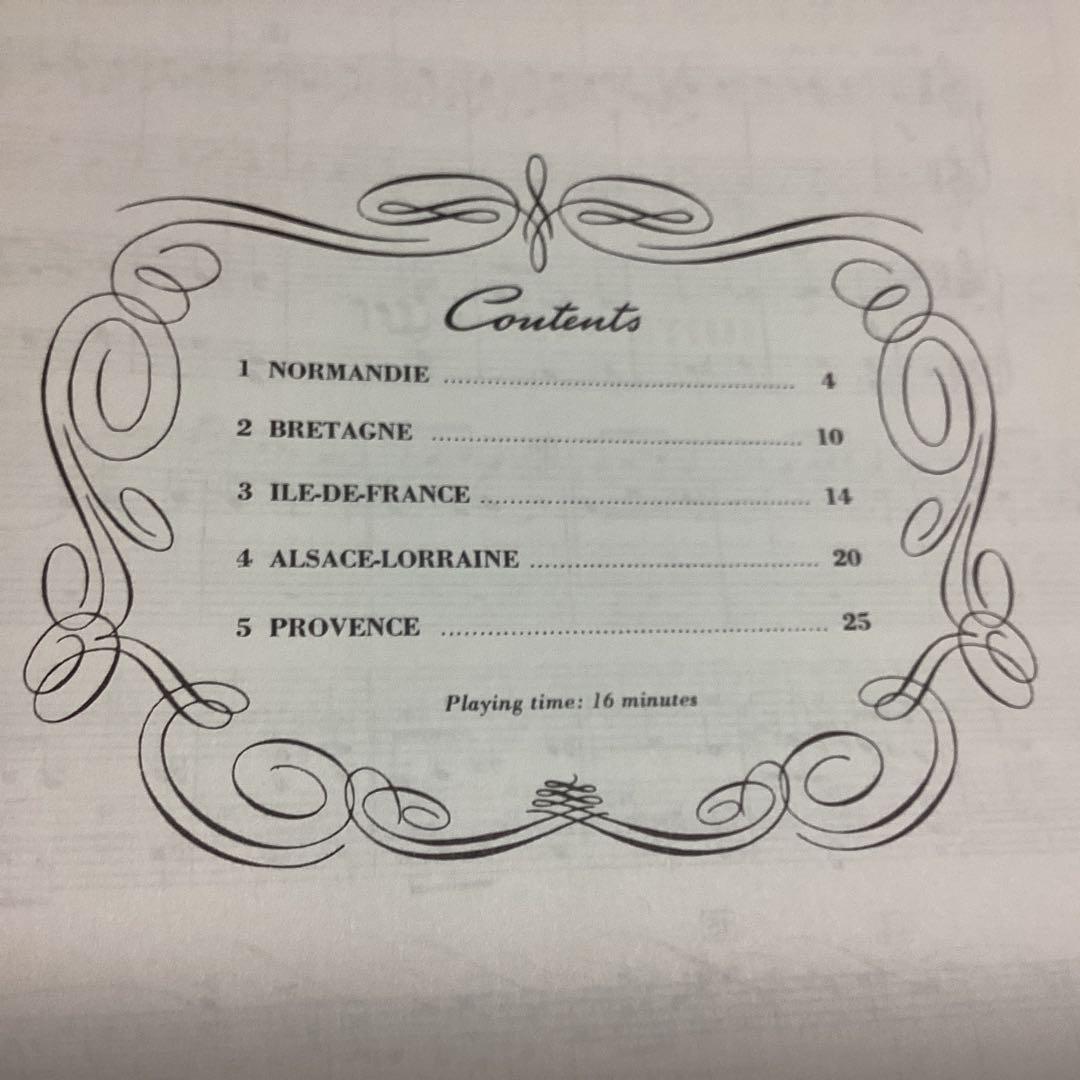 Contents
1 NORMANDIE ........................................ 4
2 BRETAGNE ........................................ 10
3 ILE-DE-FRANCE ........................................ 14
4 ALSACE-LORRAINE ........................................ 20
5 PROVENCE ........................................ 25
Playing time: 16 minutes